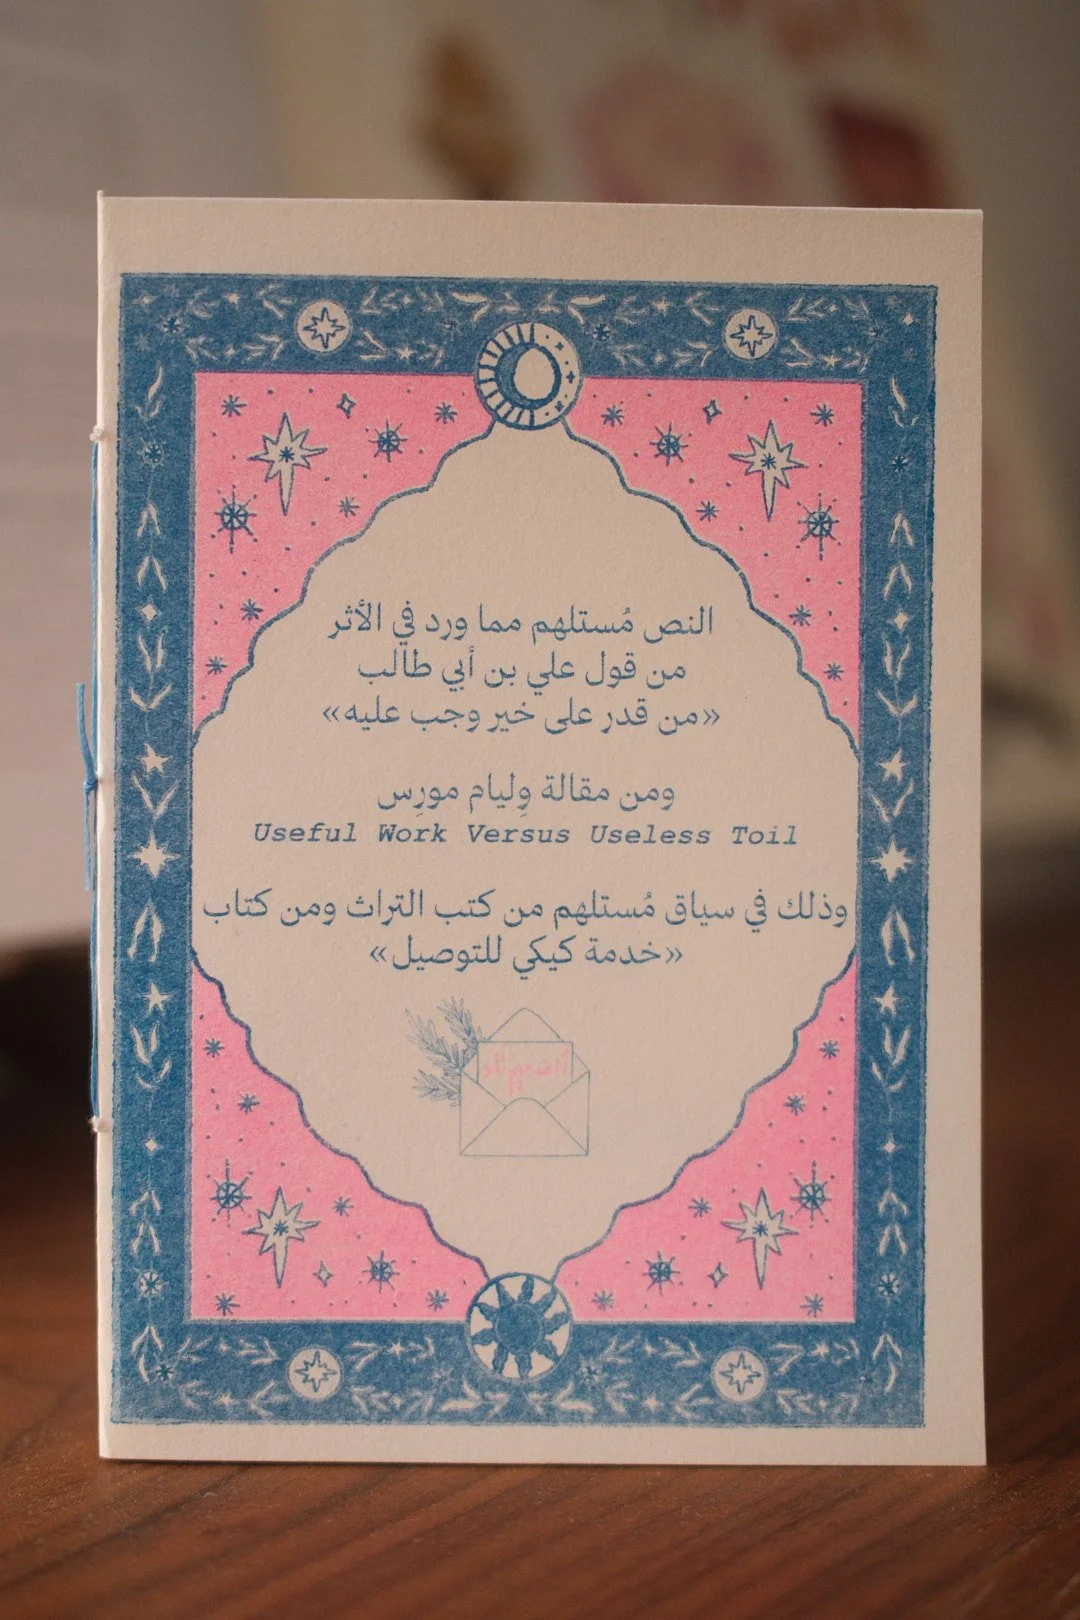 النص مُستلهم مما ورد في الأثر
من قول علي بن أبي طالب
«من قدر على خير وجب عليه»
ومن مقالة وِليام مورِس
Useful Work Versus Useless Toil
وذلك في سياق مُستلهم من كتب التراث ومن كتاب
«خدمة كيكي للتوصيل»